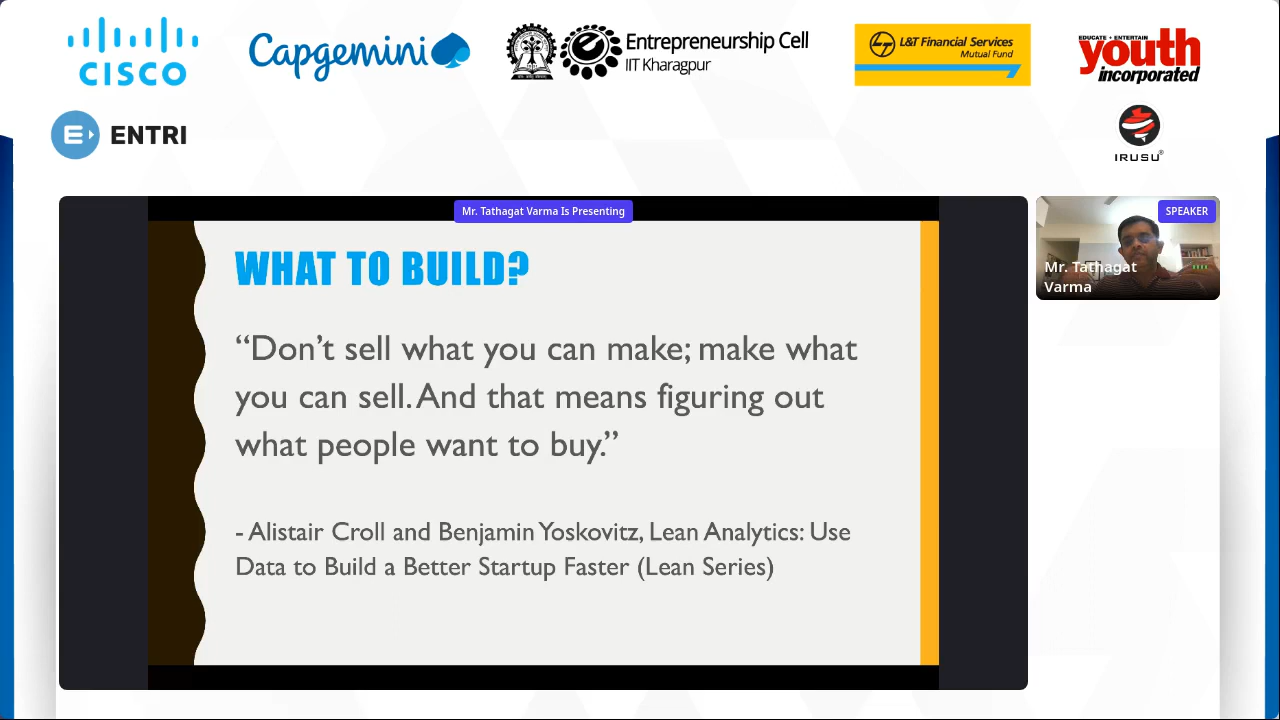 CISCO
Capgemini
Entrepreneurship Cell
IIT Kharagpur
L&T Financial Services
Mutual Fund
EDUCATE • ENTERTAIN
youth
incorporated
E ENTRI
IRUSU®
Mr. Tathagat Varma Is Presenting
SPEAKER
Mr. Tathagat
Varma
WHAT TO BUILD?
“Don’t sell what you can make; make what
you can sell. And that means figuring out
what people want to buy.”
- Alistair Croll and Benjamin Yoskovitz, Lean Analytics: Use
Data to Build a Better Startup Faster (Lean Series)